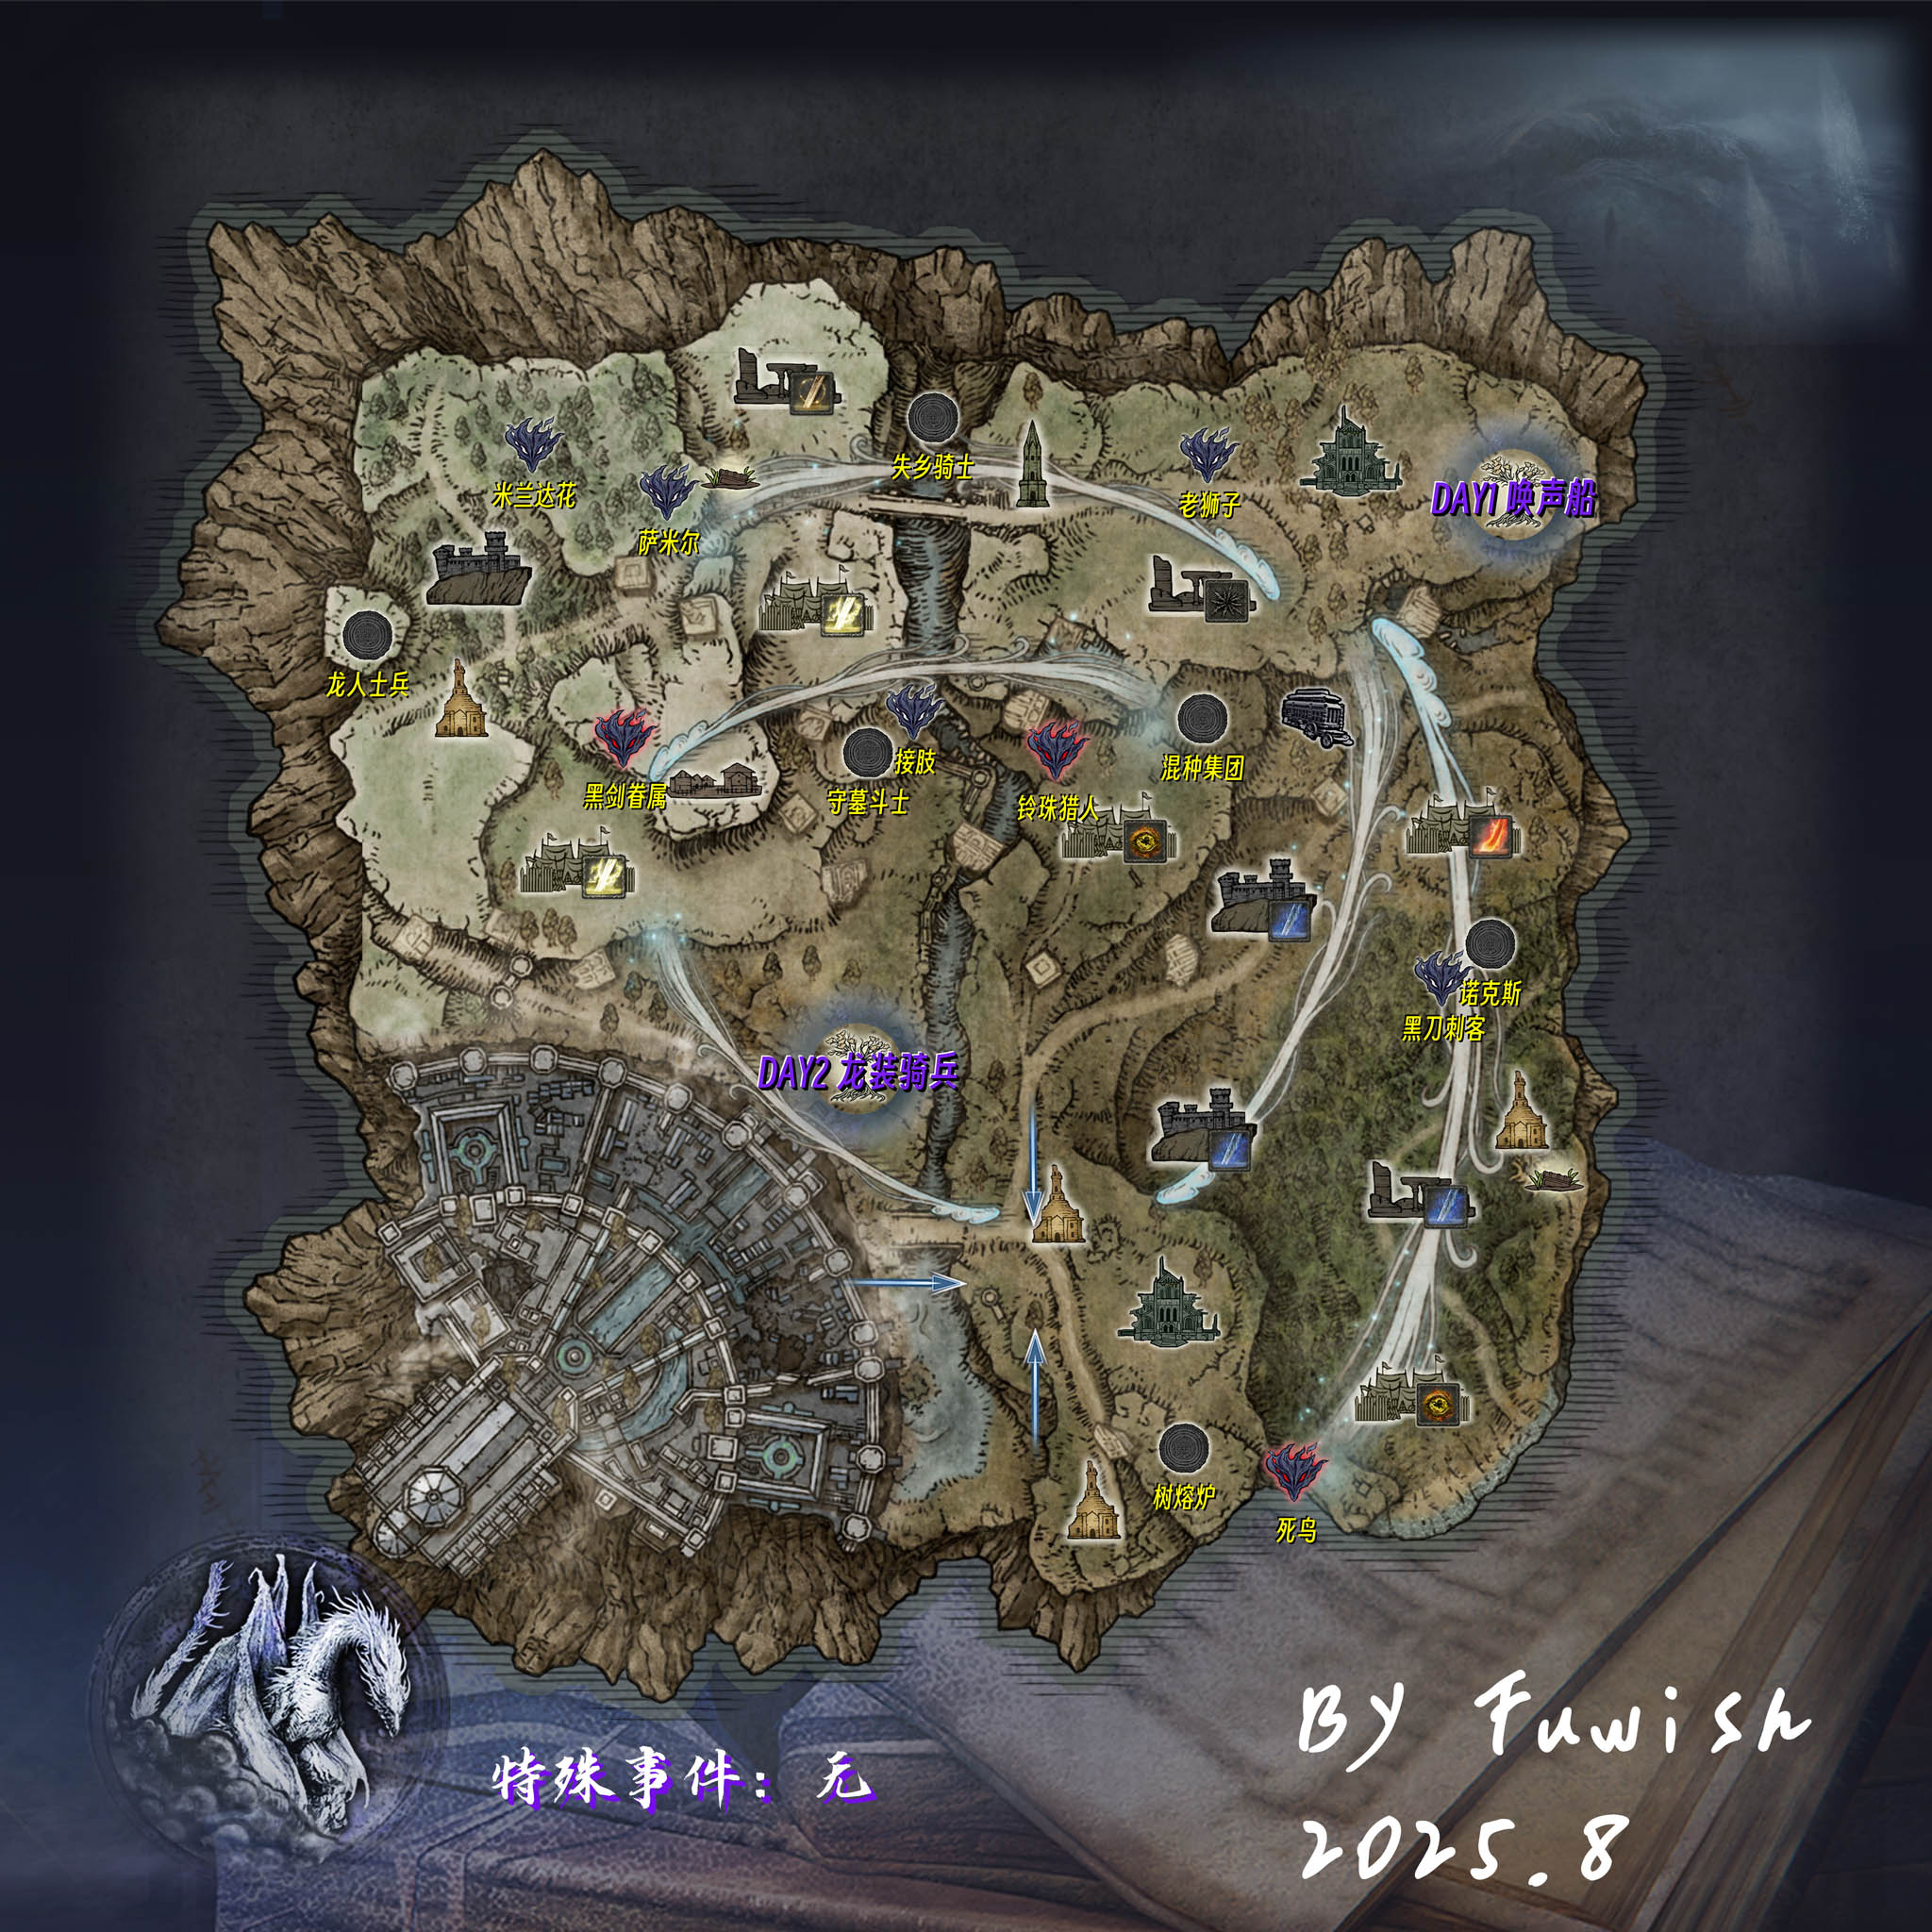 失乡骑士
米兰达花
老狮子
DAY1 唤声船
萨米尔
龙人士兵
接肢
混种集团
黑剑眷属
守墓斗士
铃珠猎人
诺克斯
黑刀刺客
DAY2 龙装骑兵
树熔炉
死鸟
特殊事件：无
By Fuwish
2025.8